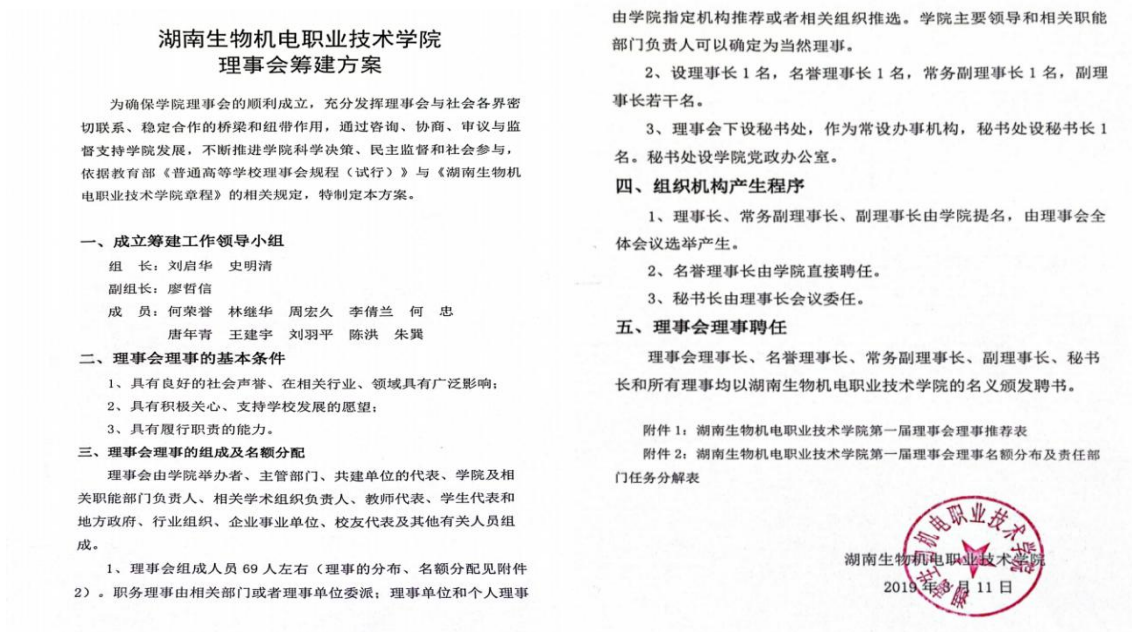 湖南生物机电职业技术学院
理事会筹建方案
为确保学院理事会的顺利成立，充分发挥理事会与社会各界密
切联系、稳定合作的桥梁和纽带作用，通过咨询、协商、审议与监
督支持学院发展，不断推进学院科学决策、民主监督和社会参与，
依据教育部《普通高等学校理事会规程（试行）》与《湖南生物机
电职业技术学院章程》的相关规定，特制定本方案。
一、成立筹建工作领导小组
组 长：刘启华 史明清
副组长：廖哲信
成 员：何荣誉 林继华 周宏久 李倩兰 何 忠
唐年青 王建宇 刘羽平 陈洪 朱巽
二、理事会理事的基本条件
1、具有良好的社会声誉、在相关行业、领域具有广泛影响；
2、具有积极关心、支持学校发展的愿望；
3、具有履行职责的能力。
三、理事会理事的组成及名额分配
理事会由学院举办者、主管部门、共建单位的代表、学院及相
关职能部门负责人、相关学术组织负责人、教师代表、学生代表和
地方政府、行业组织、企业事业单位、校友代表及其他有关人员组
成。
1、理事会组成人员 69 人左右（理事的分布、名额分配见附件
2）。职务理事由相关部门或者理事单位委派；理事单位和个人理事
由学院指定机构推荐或者相关组织推选。学院主要领导和相关职能
部门负责人可以确定为当然理事。
2、设理事长 1 名，名誉理事长 1 名，常务副理事长 1 名，副理
事长若干名。
3、理事会下设秘书处，作为常设办事机构，秘书处设秘书长 1
名。秘书处设学院党政办公室。
四、组织机构产生程序
1、理事长、常务副理事长、副理事长由学院提名，由理事会全
体会议选举产生。
2、名誉理事长由学院直接聘任。
3、秘书长由理事长会议委任。
五、理事会理事聘任
理事会理事长、名誉理事长、常务副理事长、副理事长、秘书
长和所有理事均以湖南生物机电职业技术学院的名义颁发聘书。
附件 1：湖南生物机电职业技术学院第一届理事会理事推荐表
附件 2：湖南生物机电职业技术学院第一届理事会理事名额分布及责任部
门任务分解表
湖南生物机电职业技术学院
湖南生物机电职业技术学院
2019 年 月 11 日